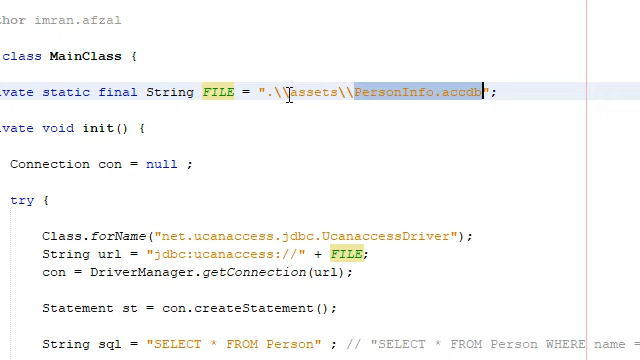 thor imran.afzal
class MainClass {
vate static final String FILE = ".\\assets\\PersonInfo.accdb";
vate void init() {
Connection con = null ;
try {
Class.forName("net.ucanaccess.jdbc.UcanaccessDriver");
String url = "jdbc:ucanaccess://" + FILE;
con = DriverManager.getConnection(url);
Statement st = con.createStatement();
String sql = "SELECT * FROM Person" ; // "SELECT * FROM Person WHERE name =